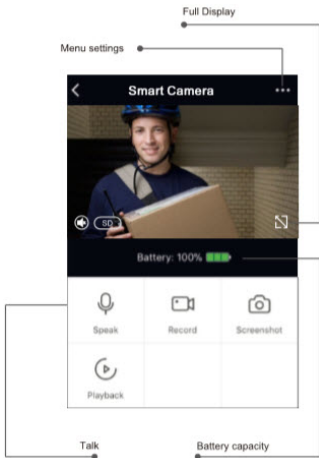 Full Display
Menu settings
Smart Camera
SD
Battery: 100%
Speak
Record
Screenshot
Playback
Talk
Battery capacity